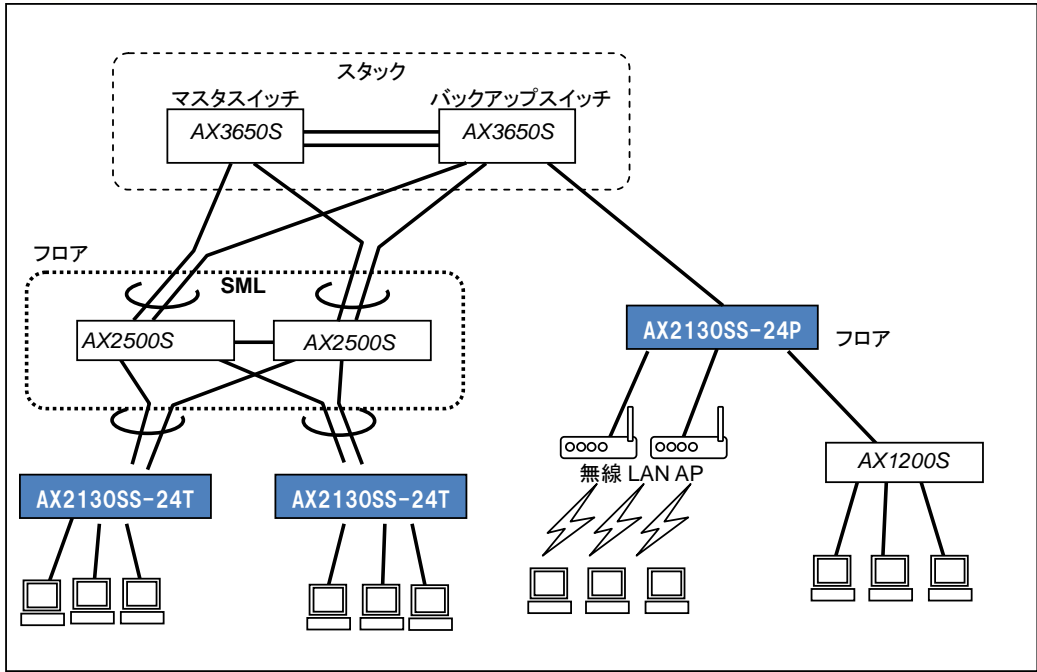 スタック
マスタスイッチ
バックアップスイッチ
AX3650S
AX3650S
フロア
SML
AX2500S
AX2500S
AX2130SS-24P
フロア
無線 LAN AP
AX1200S
AX2130SS-24T
AX2130SS-24T